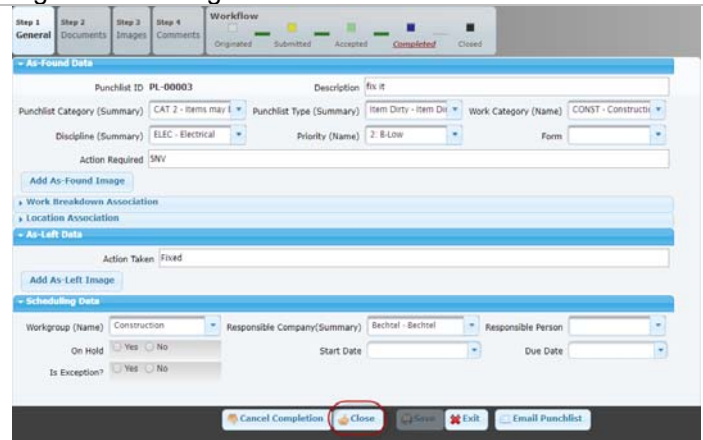 Step 1 Step 2 Step 3 Step 4 Workflow
General Documents Images Comments
Originated Submitted Accepted Completed Closed
As-Found Data
Punchlist ID PL-00003 Description fix it
Punchlist Category (Summary) CAT 2 - Items may Punchlist Type (Summary) Item Dirty - Item Dir Work Category (Name) CONST - Constructi
Discipline (Summary) ELEC - Electrical Priority (Name) 2: B-Low Form
Action Required SNV
Add As-Found Image
Work Breakdown Association
Location Association
As-Left Data
Action Taken Fixed
Add As-Left Image
Scheduling Data
Workgroup (Name) Construction Responsible Company(Summary) Bechtel - Bechtel Responsible Person
On Hold Yes No Start Date Due Date
Is Exception? Yes No
Cancel Completion Close Save Exit Email Punchlist